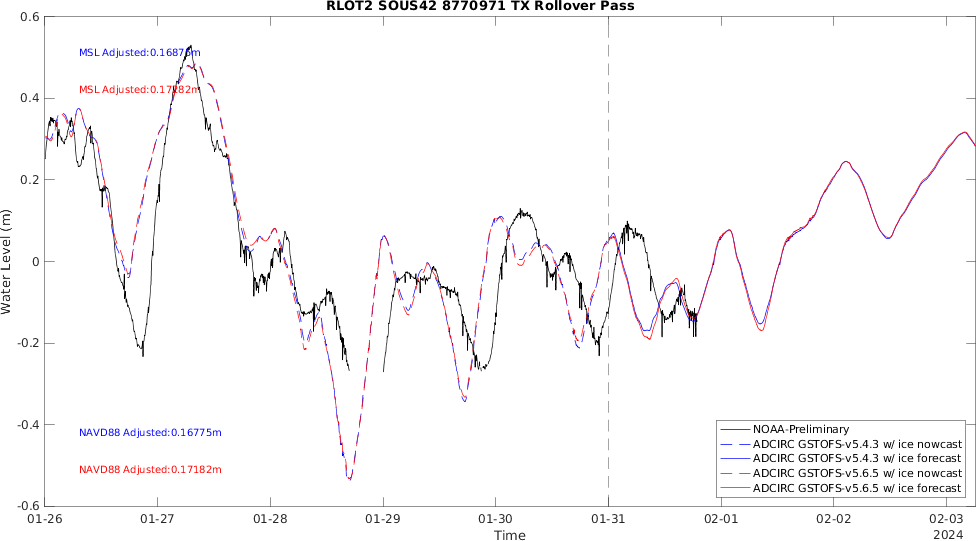 RLOT2 SOUS42 8770971 TX Rollover Pass
0.6
0.4
0.2
0
-0.2
-0.4
-0.6
Water Level (m)
MSL Adjusted:0.16875m
MSL Adjusted:0.17282m
NAVD88 Adjusted:0.16775m
NAVD88 Adjusted:0.17182m
NOAA-Preliminary
ADCIRC GSTOFS-v5.4.3 w/ ice nowcast
ADCIRC GSTOFS-v5.4.3 w/ ice forecast
ADCIRC GSTOFS-v5.6.5 w/ ice nowcast
ADCIRC GSTOFS-v5.6.5 w/ ice forecast
01-26 01-27 01-28 01-29 01-30 01-31 02-01 02-02 02-03
Time
2024